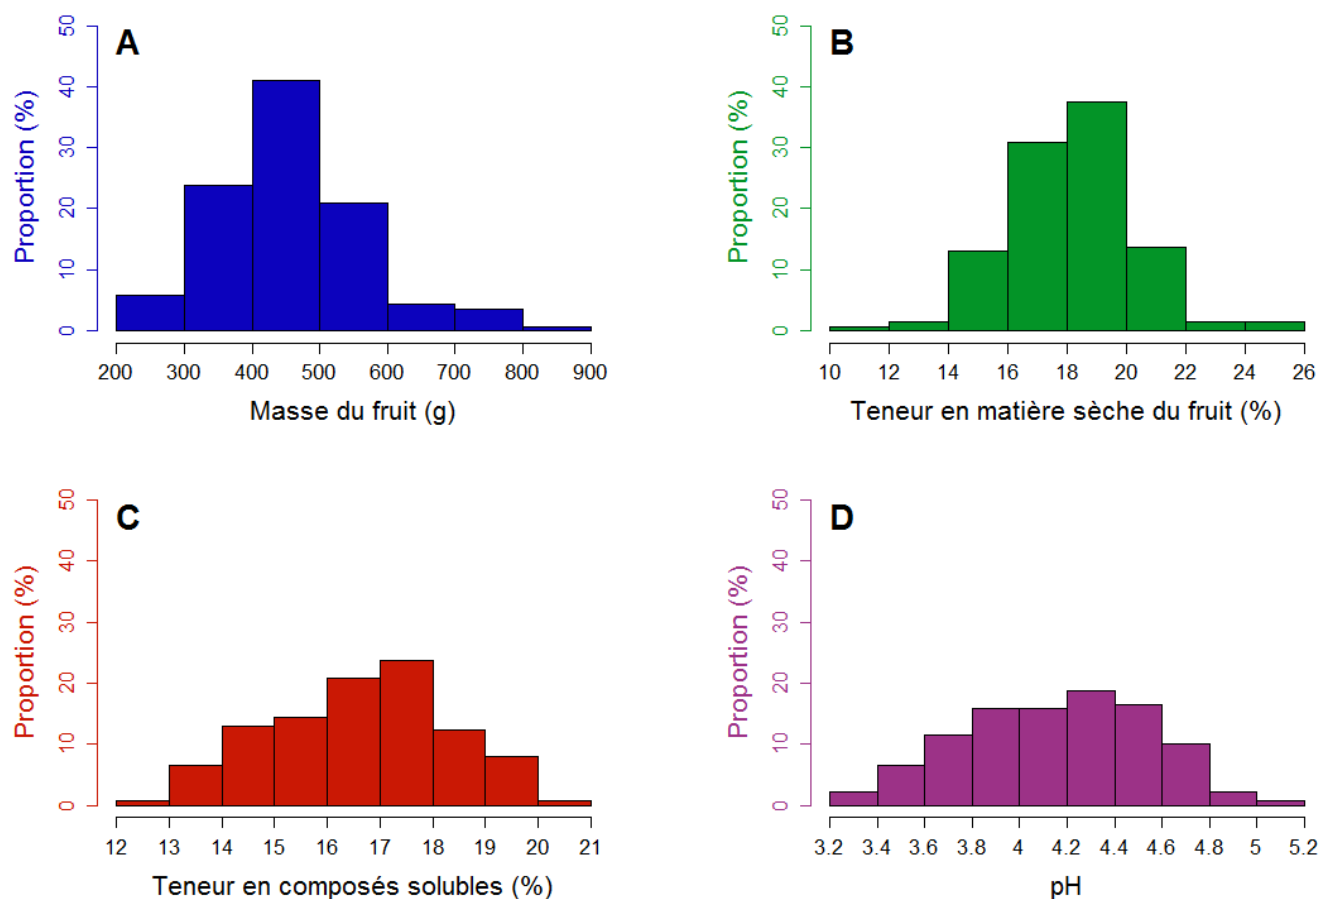 A
Proportion (%)
0 10 20 30 40 50
200 300 400 500 600 700 800 900
Masse du fruit (g)
B
Proportion (%)
0 10 20 30 40 50
10 12 14 16 18 20 22 24 26
Teneur en matière sèche du fruit (%)
C
Proportion (%)
0 10 20 30 40 50
12 13 14 15 16 17 18 19 20 21
Teneur en composés solubles (%)
D
Proportion (%)
0 10 20 30 40 50
3.2 3.4 3.6 3.8 4 4.2 4.4 4.6 4.8 5 5.2
pH